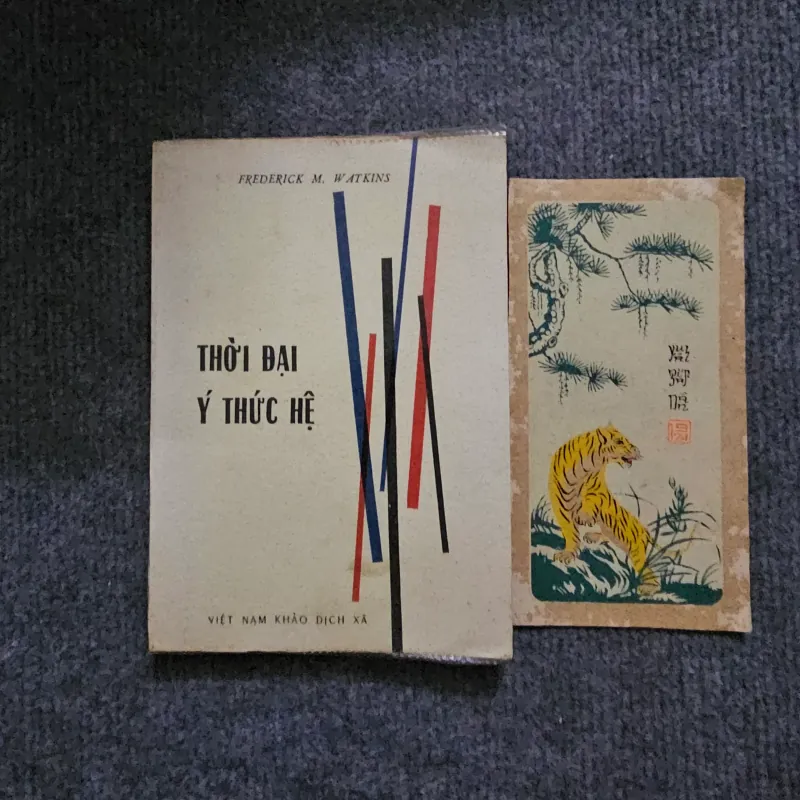 FREDERICK M. WATKINS
THỜI ĐẠI
Ý THỨC HỆ
VIỆT NAM KHẢO DỊCH XÃ